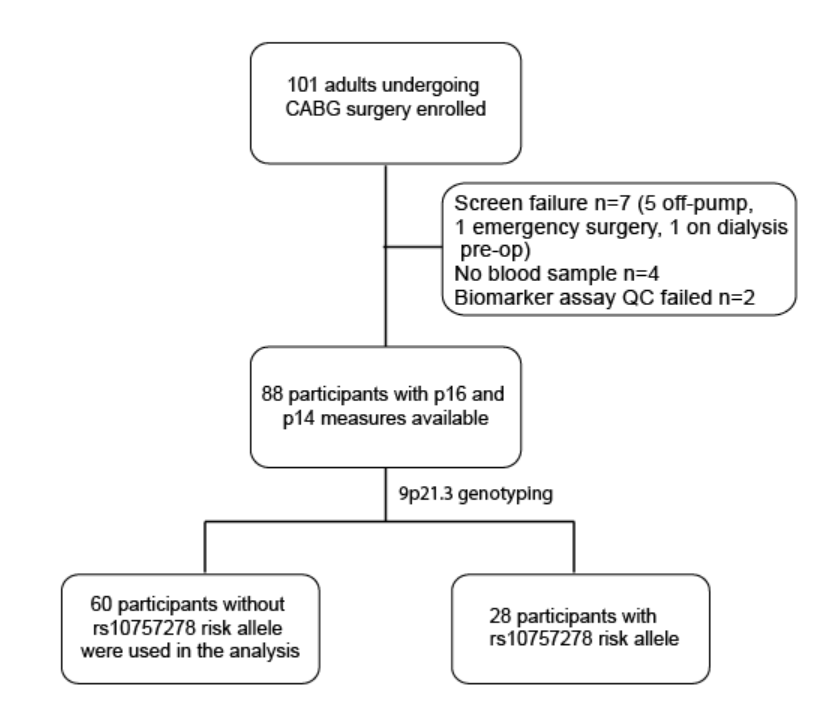 101 adults undergoing
CABG surgery enrolled
Screen failure n=7 (5 off-pump,
1 emergency surgery, 1 on dialysis
pre-op)
No blood sample n=4
Biomarker assay QC failed n=2
88 participants with p16 and
p14 measures available
9p21.3 genotyping
60 participants without
rs10757278 risk allele
were used in the analysis
28 participants with
rs10757278 risk allele